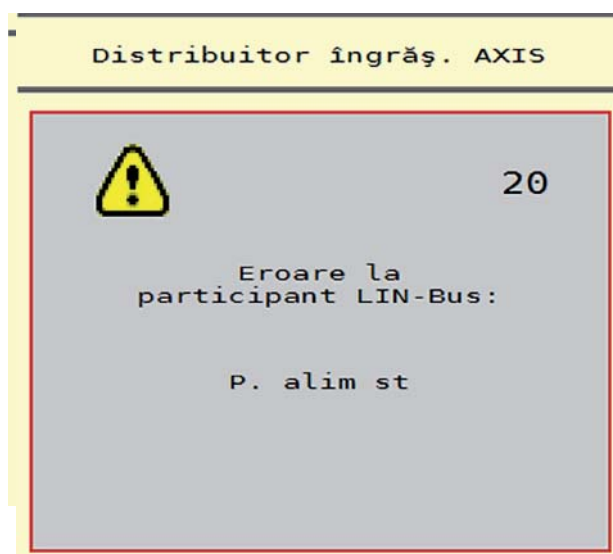 Distribuitor îngrăş. AXIS
20
Eroare la
participant LIN-Bus:
P. alim st